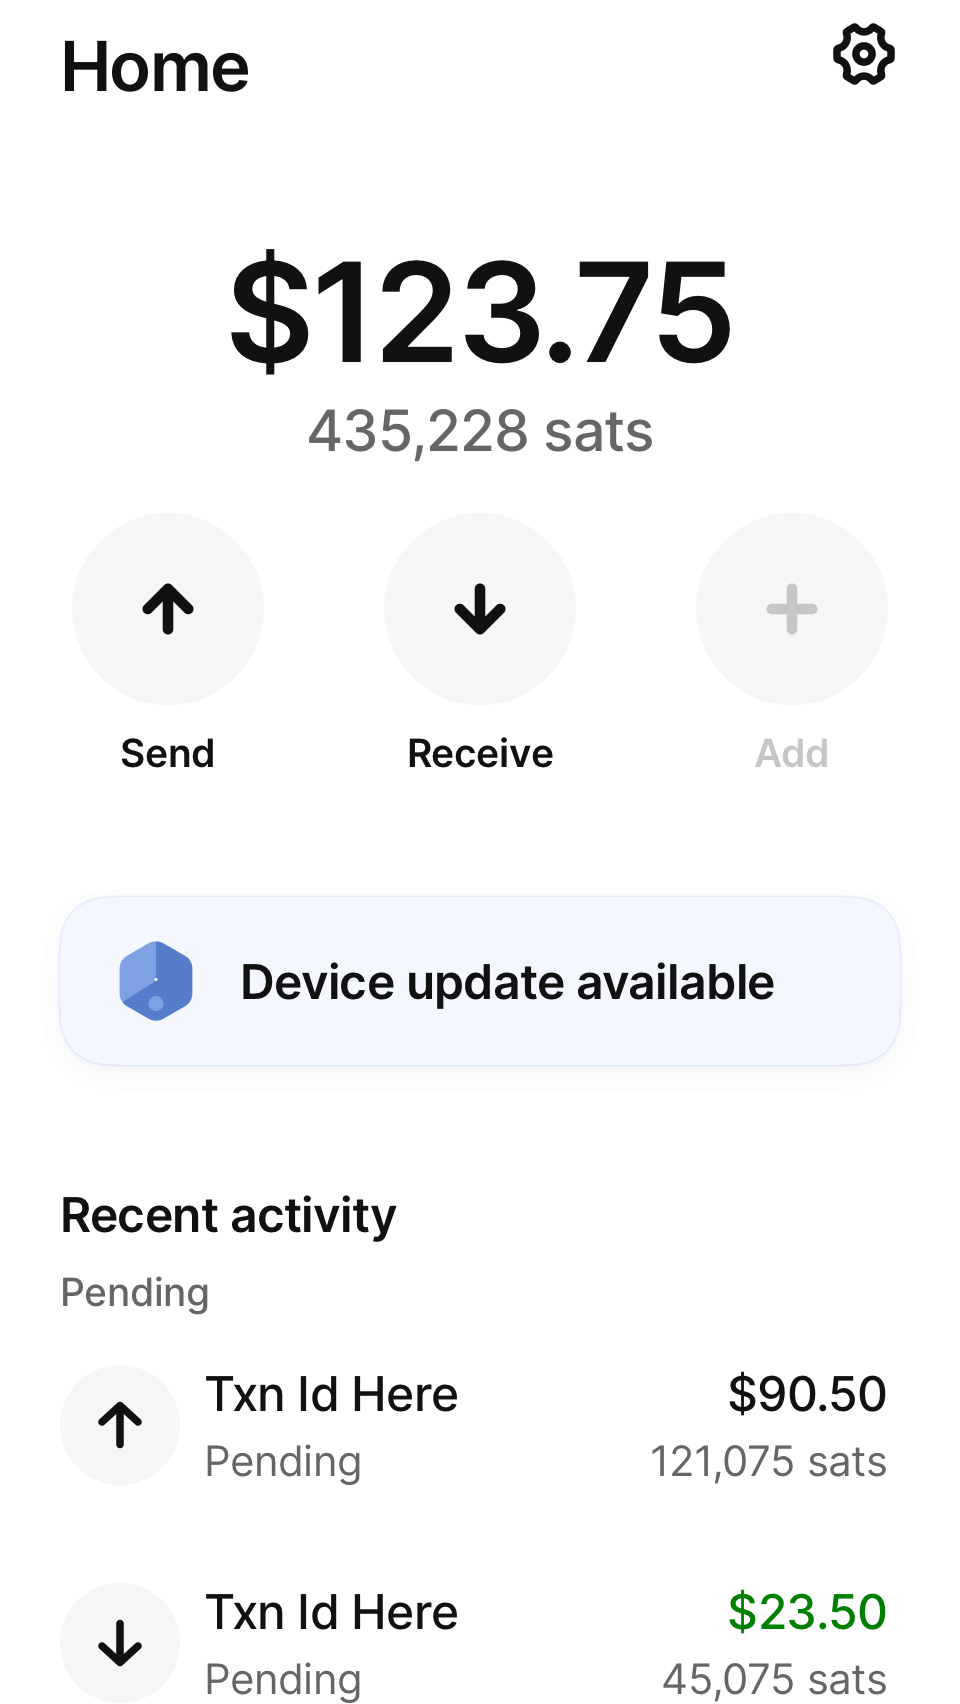 Home
$123.75
435,228 sats
Send
Receive
Add
Device update available
Recent activity
Pending
Txn Id Here
$90.50
Pending
121,075 sats
Txn Id Here
$23.50
Pending
45,075 sats